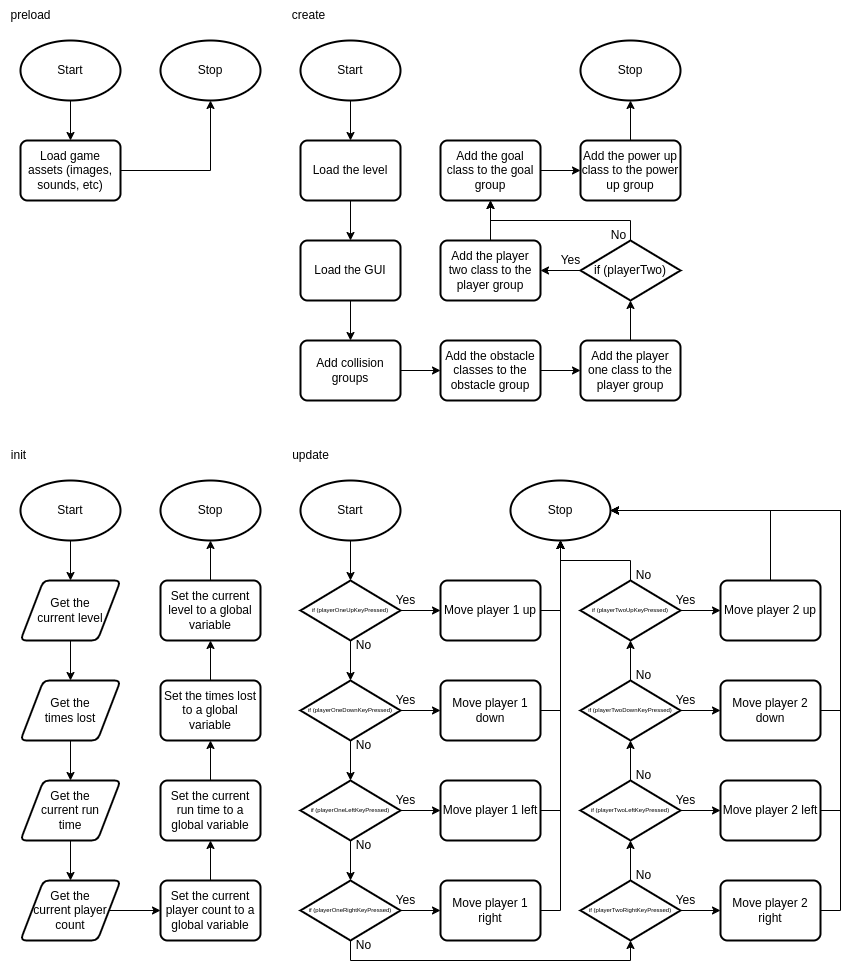 preload
Start
Stop
Load game
assets (images,
sounds, etc)
create
Start
Stop
Load the level
Add the goal
class to the goal
group
Add the power up
class to the power
up group
Load the GUI
Add the player
two class to the
player group
Yes
No
if (playerTwo)
Add collision
groups
Add the obstacle
classes to the
obstacle group
Add the player
one class to the
player group
init
Start
Stop
Get the
current level
Set the current
level to a global
variable
Get the
times lost
Set the times lost
to a global
variable
Get the
current run
time
Set the current
run time to a
global variable
Get the
current player
count
Set the current
player count to a
global variable
update
Start
Stop
if (playerOneUpKeyPressed)
Yes
Move player 1 up
No
if (playerOneDownKeyPressed)
Yes
Move player 1
down
No
if (playerOneLeftKeyPressed)
Yes
Move player 1 left
No
if (playerOneRightKeyPressed)
Yes
Move player 1
right
No
No
if (playerTwoUpKeyPressed)
Yes
Move player 2 up
No
if (playerTwoDownKeyPressed)
Yes
Move player 2
down
No
if (playerTwoLeftKeyPressed)
Yes
Move player 2 left
No
if (playerTwoRightKeyPressed)
Yes
Move player 2
right